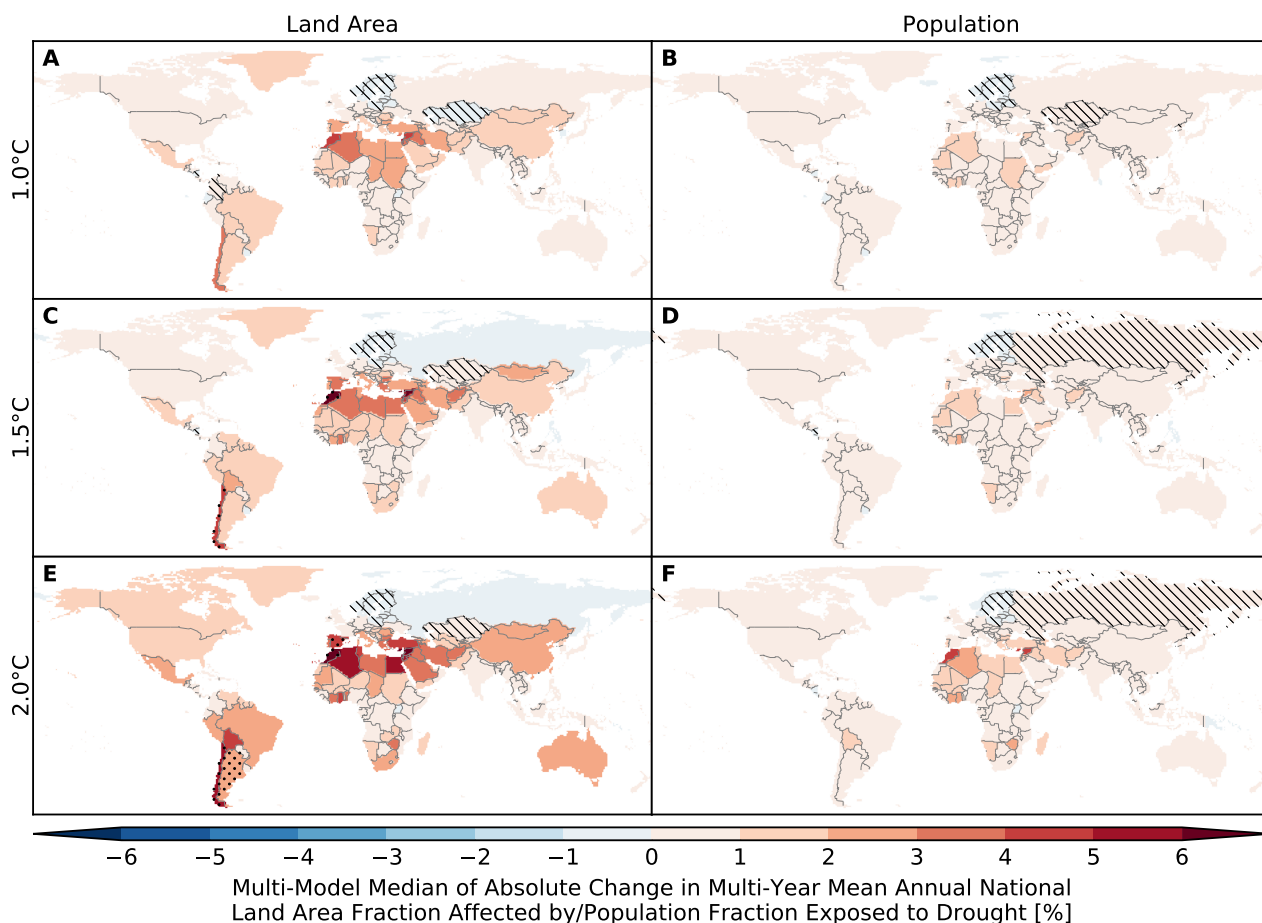 Land Area
Population
A
B
1.0°C
C
D
1.5°C
E
F
2.0°C
−6 −5 −4 −3 −2 −1 0 1 2 3 4 5 6
Multi-Model Median of Absolute Change in Multi-Year Mean Annual National
Land Area Fraction Affected by/Population Fraction Exposed to Drought [%]